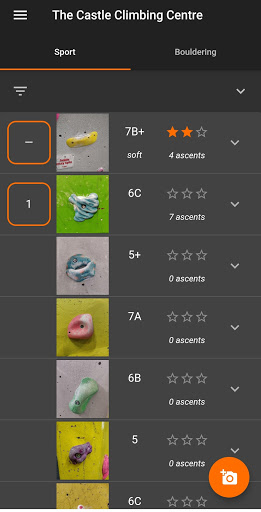 The Castle Climbing Centre
Sport
Bouldering
–
7B+
soft
4 ascents
1
6C
7 ascents
5+
0 ascents
7A
0 ascents
6B
0 ascents
5
0 ascents
6C